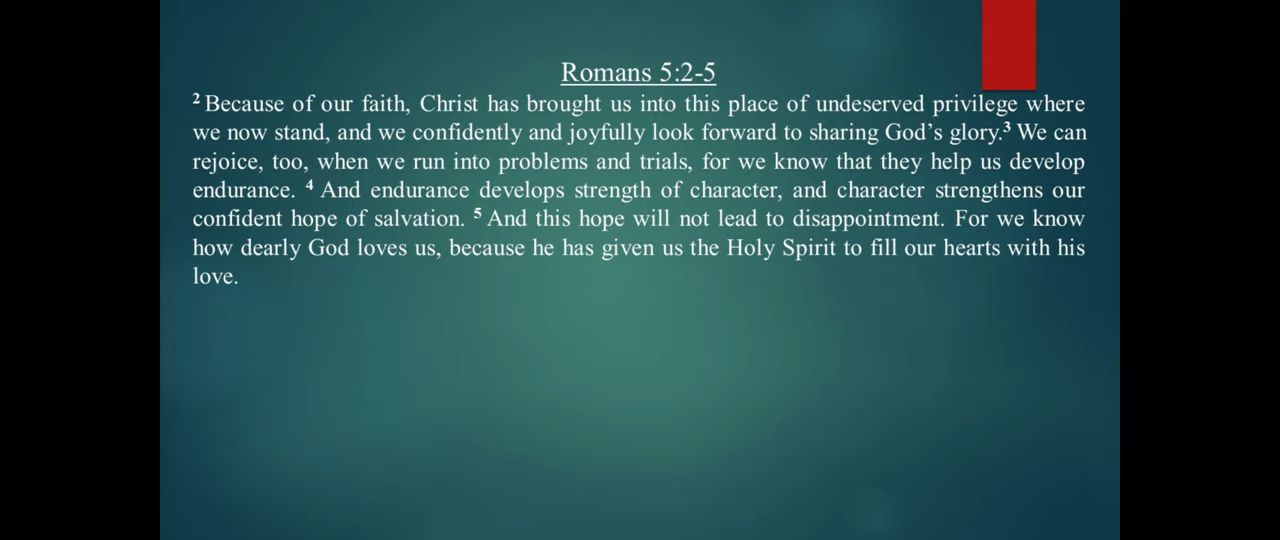 Romans 5:2-5
2 Because of our faith, Christ has brought us into this place of undeserved privilege where
we now stand, and we confidently and joyfully look forward to sharing God’s glory.3 We can
rejoice, too, when we run into problems and trials, for we know that they help us develop
endurance. 4 And endurance develops strength of character, and character strengthens our
confident hope of salvation. 5 And this hope will not lead to disappointment. For we know
how dearly God loves us, because he has given us the Holy Spirit to fill our hearts with his
love.